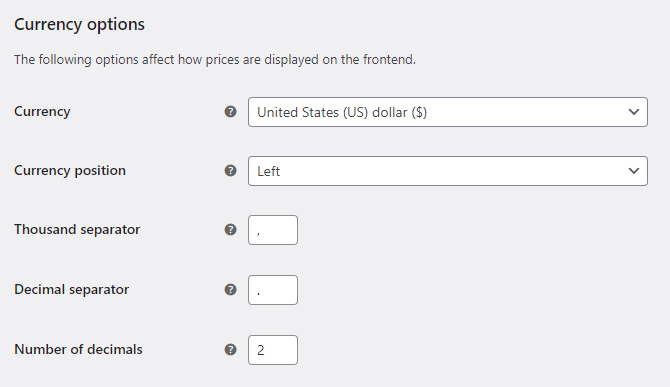 Currency options
The following options affect how prices are displayed on the frontend.
Currency ? United States (US) dollar ($)
Currency position ? Left
Thousand separator ? ,
Decimal separator ? .
Number of decimals ? 2